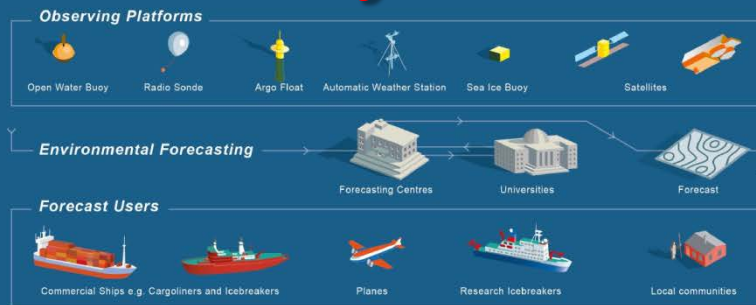 Observing Platforms
Open Water Buoy
Radio Sonde
Argo Float
Automatic Weather Station
Sea Ice Buoy
Satellites
Environmental Forecasting
Forecasting Centres
Universities
Forecast
Forecast Users
Commercial Ships e.g. Cargoliners and Icebreakers
Planes
Research Icebreakers
Local communities